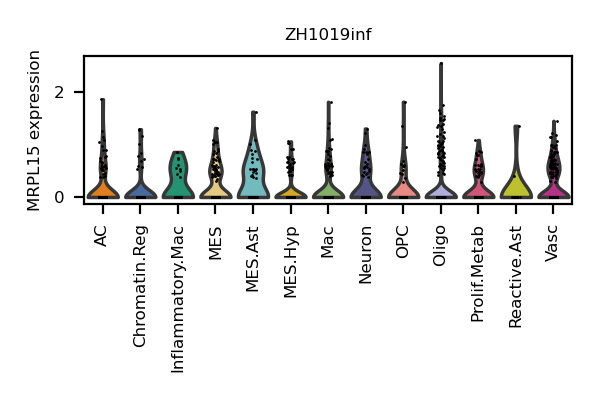 ZH1019inf
MRPL15 expression
2
0
AC
Chromatin.Reg
Inflammatory.Mac
MES
MES.Ast
MES.Hyp
Mac
Neuron
OPC
Oligo
Prolif.Metab
Reactive.Ast
Vasc